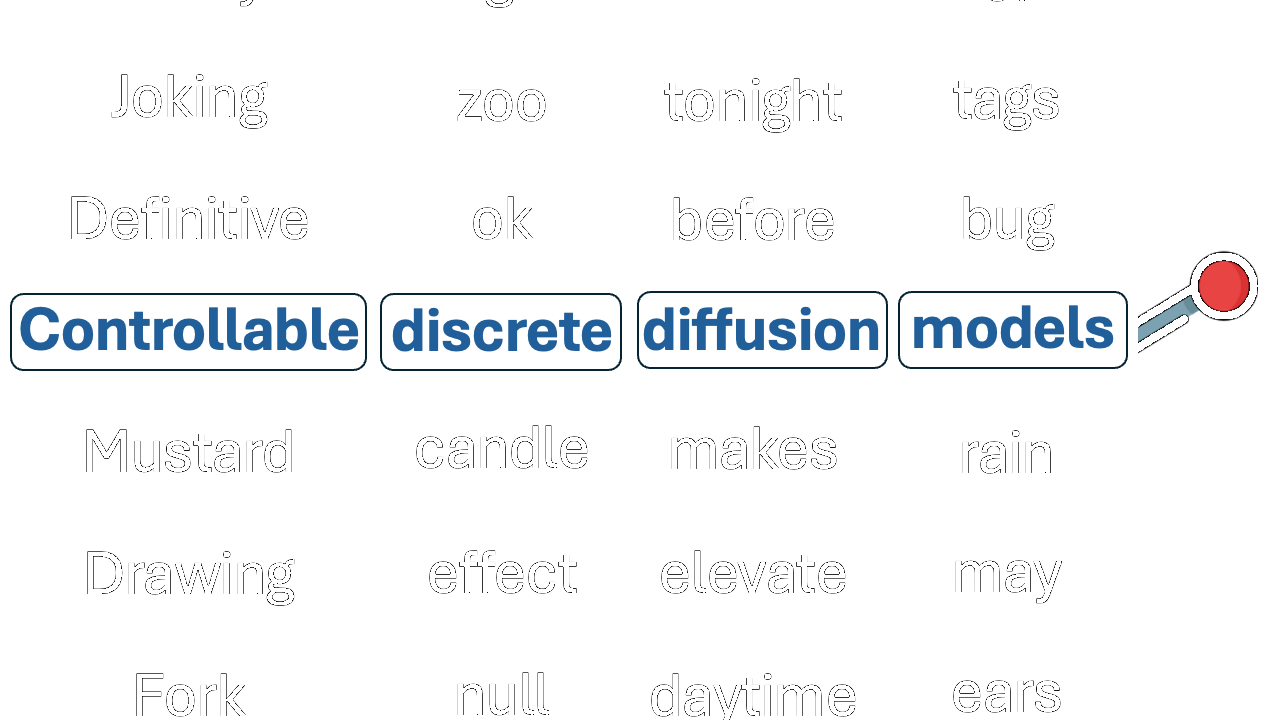 Joking zoo tonight tags
Definitive ok before bug
Controllable discrete diffusion models
Mustard candle makes rain
Drawing effect elevate may
Fork null daytime ears